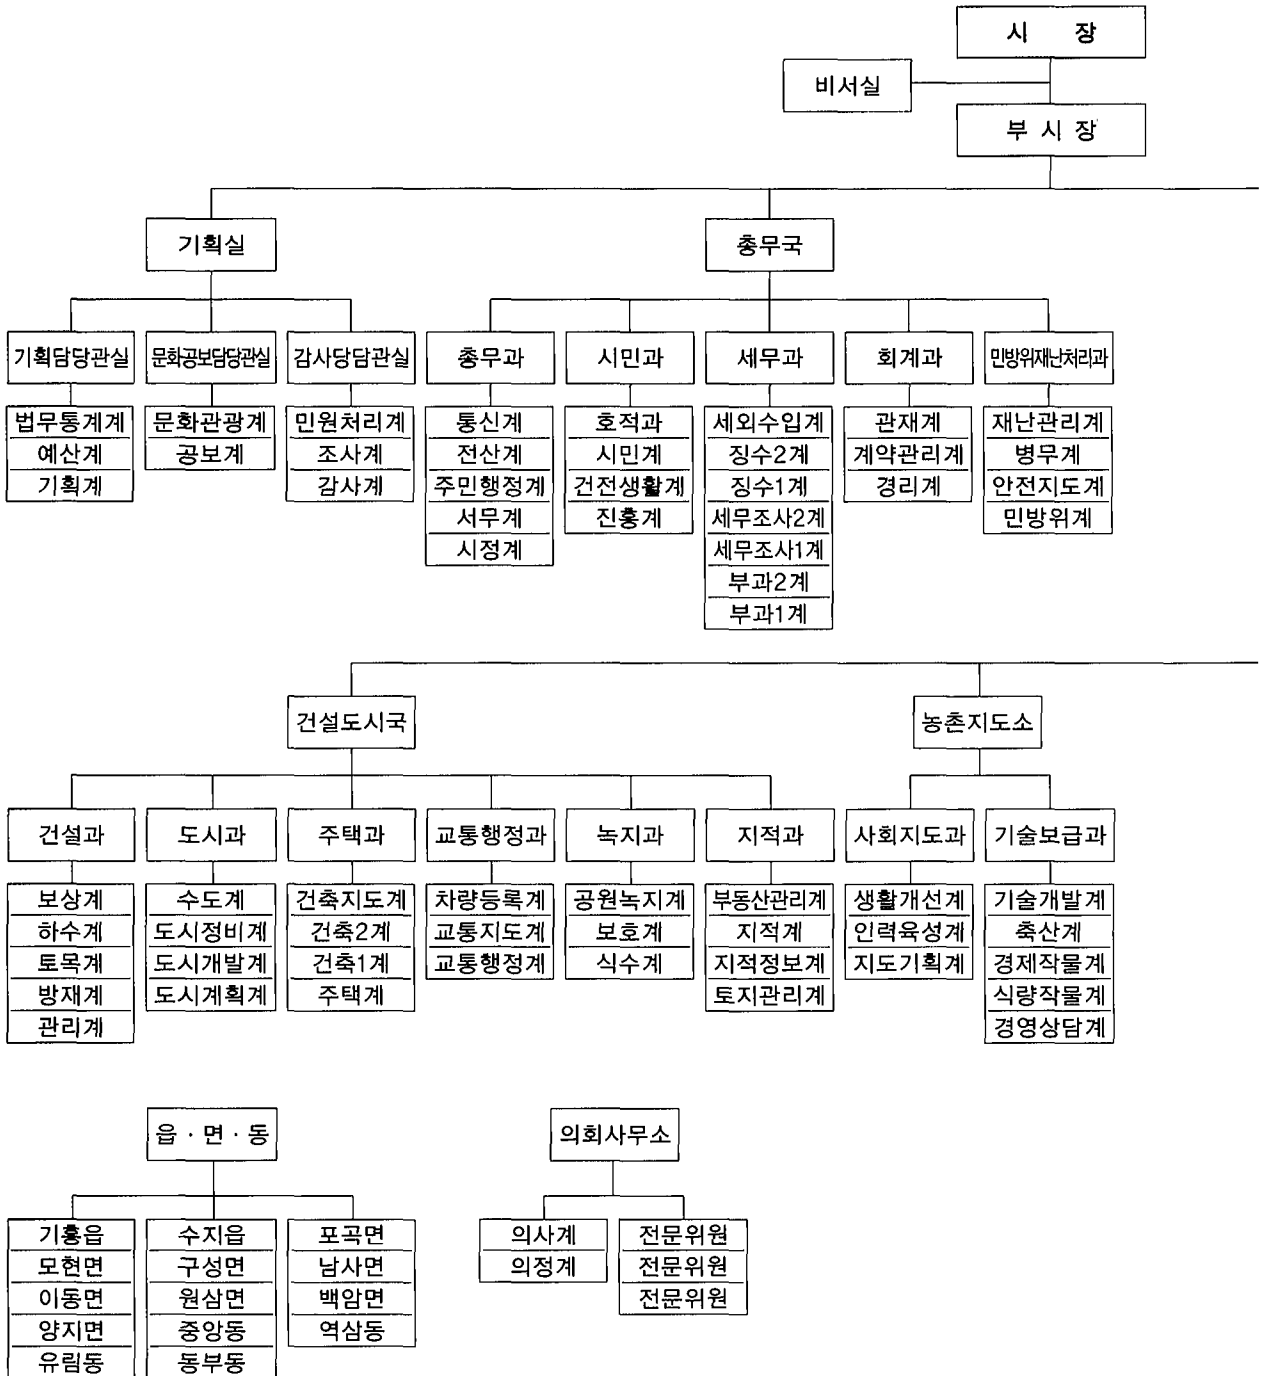 시 장
비서실
부 시 장
기획실
총무국
기획담당관실 문화공보담당관실 감사당담관실 총무과 시민과 세무과 회계과 민방위재난처리과
법무통계계 문화관광계 민원처리계 통신계 호적과 세외수입계 관재계 재난관리계
예산계 공보계 조사계 전산계 시민계 징수2계 계약관리계 병무계
기획계 감사계 주민행정계 건전생활계 징수1계 경리계 안전지도계
서무계 진흥계 세무조사2계 민방위계
시정계 세무조사1계
부과2계
부과1계
건설도시국
농촌지도소
건설과 도시과 주택과 교통행정과 녹지과 지적과 사회지도과 기술보급과
보상계 수도계 건축지도계 차량등록계 공원녹지계 부동산관리계 생활개선계 기술개발계
하수계 도시정비계 건축2계 교통지도계 보호계 지적계 인력육성계 축산계
토목계 도시개발계 건축1계 교통행정계 식수계 지적정보계 지도기획계 경제작물계
방재계 도시계획계 주택계 토지관리계 식량작물계
관리계 경영상담계
읍·면·동
의회사무소
기흥읍 수지읍 포곡면 의사계 전문위원
모현면 구성면 남사면 의정계 전문위원
이동면 원삼면 백암면 전문위원
양지면 중앙동 역삼동
유림동 동부동